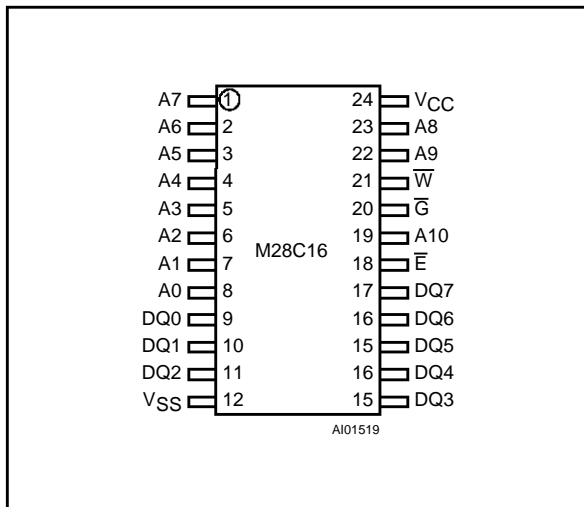 A7 1 24 VCC
A6 2 23 A8
A5 3 22 A9
A4 4 21 W̅
A3 5 20 G̅
A2 6 19 A10
M28C16
A1 7 18 E̅
A0 8 17 DQ7
DQ0 9 16 DQ6
DQ1 10 15 DQ5
DQ2 11 16 DQ4
VSS 12 15 DQ3
AI01519